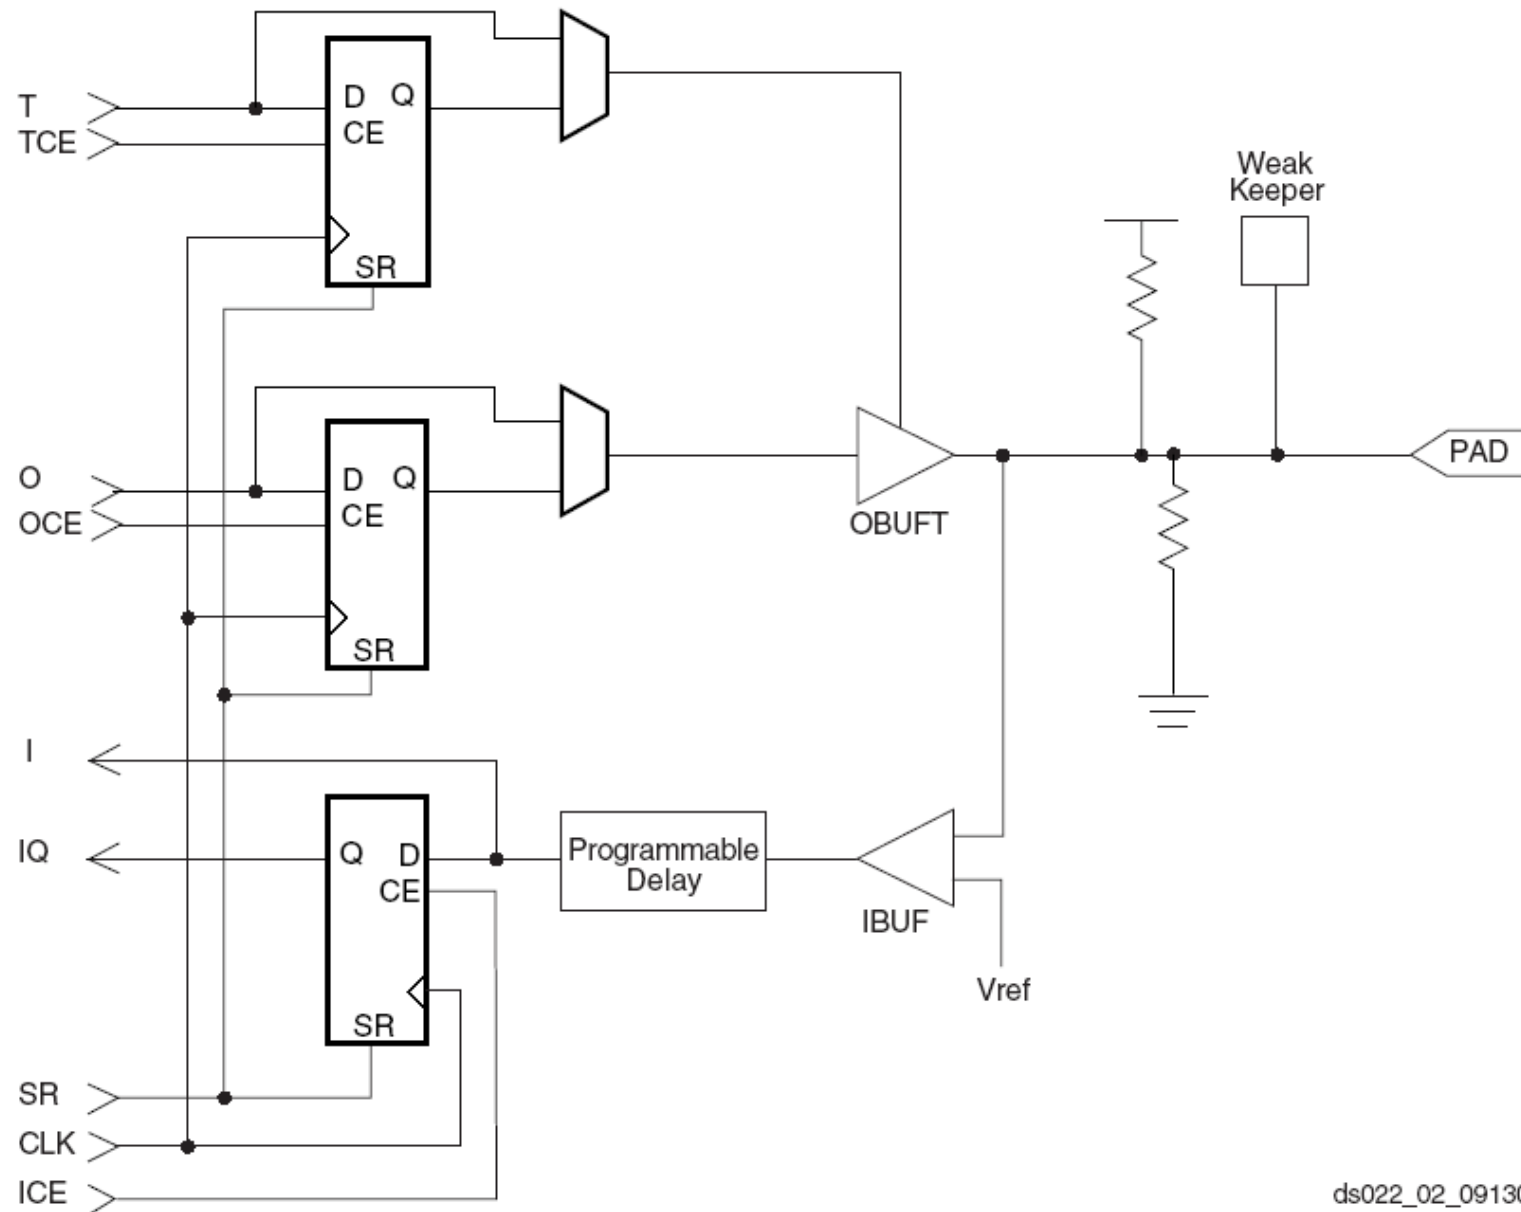 T
TCE
D Q
CE
SR
Weak
Keeper
O
OCE
D Q
CE
SR
OBUFT
PAD
I
IQ
Q D
CE
SR
Programmable
Delay
IBUF
Vref
SR
CLK
ICE
ds022_02_09130